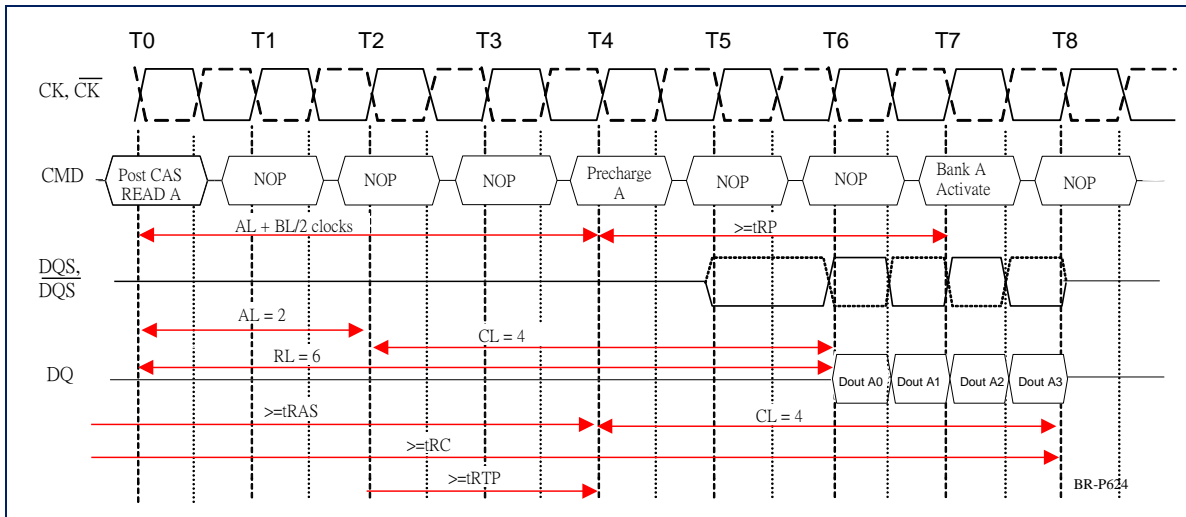 T0 T1 T2 T3 T4 T5 T6 T7 T8
CK, CK
CMD
Post CAS
READ A
NOP
NOP
NOP
Precharge
A
NOP
NOP
Bank A
Activate
NOP
AL + BL/2 clocks
>=tRP
DQS,
DQS
AL = 2
CL = 4
RL = 6
DQ
Dout A0
Dout A1
Dout A2
Dout A3
>=tRAS
CL = 4
>=tRC
>=tRTP
BR-P624